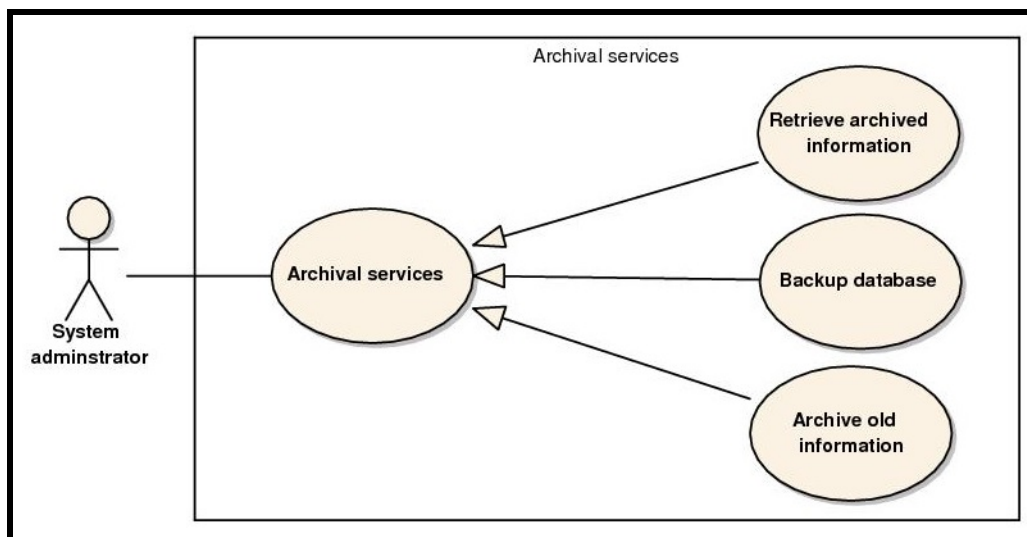 Archival services
Retrieve archived
information
Archival services
Backup database
System
adminstrator
Archive old
information